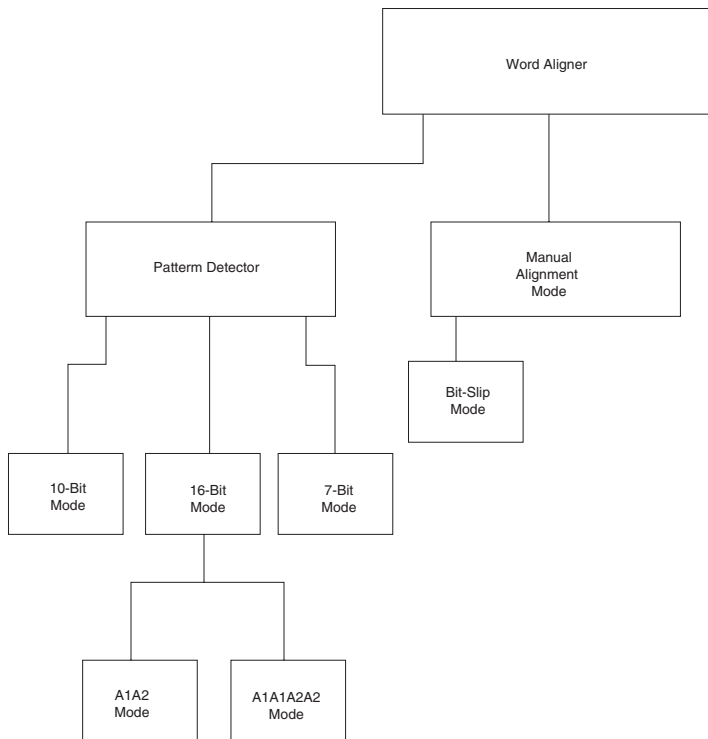 Word Aligner
Patterm Detector
Manual
Alignment
Mode
Bit-Slip
Mode
10-Bit
Mode
16-Bit
Mode
7-Bit
Mode
A1A2
Mode
A1A1A2A2
Mode